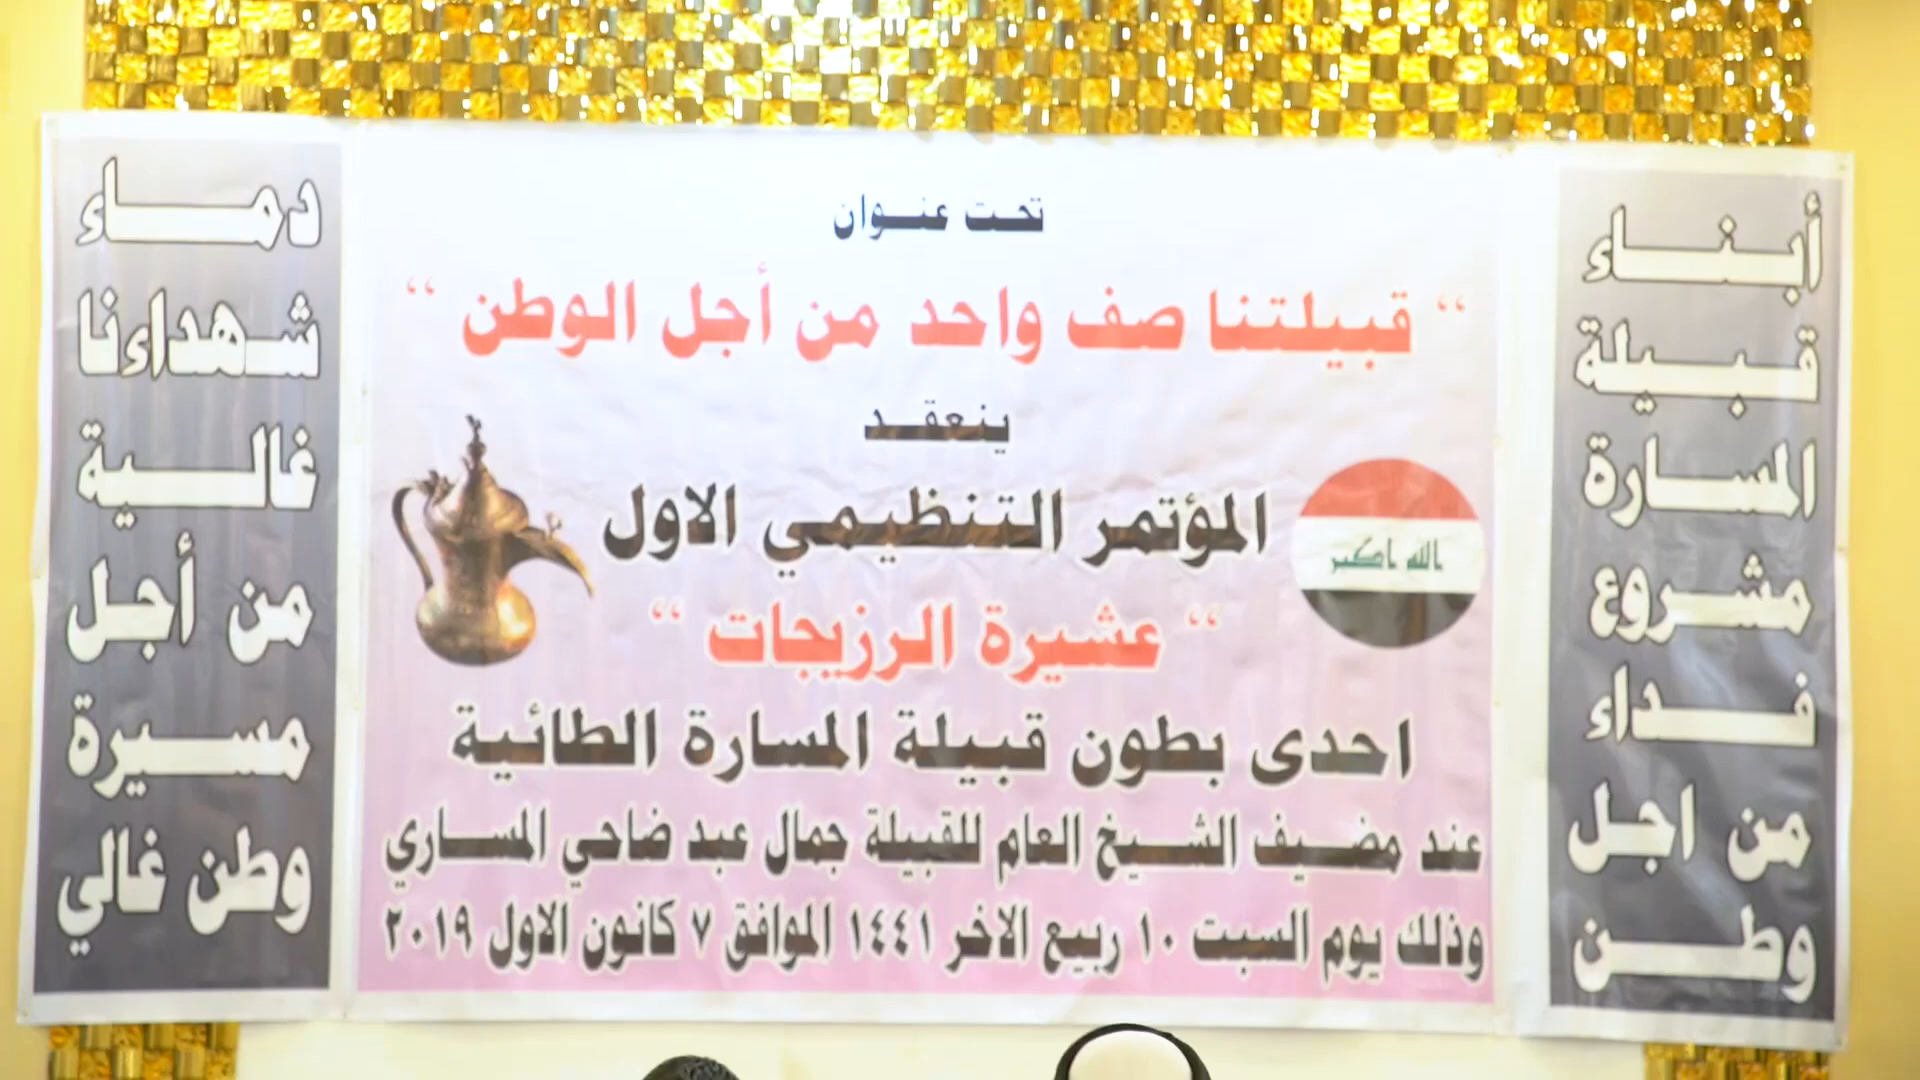 أبناء
قبيلة
المسارة
مشروع
فداء
من اجل
وطن
تحت عنوان
“ قبيلتنا صف واحد من أجل الوطن “
ينعقد
المؤتمر التنظيمي الاول
الله اكبر
“ عشيرة الرزيجات “
احدى بطون قبيلة المسارة الطائية
عند مضيف الشيخ العام للقبيلة جمال عبد ضاحي المساري
وذلك يوم السبت ١٠ ربيع الاخر ١٤٤١ الموافق ٧ كانون الاول ٢٠١٩
دماء
شهداءنا
غالية
من أجل
مسيرة
وطن غالي